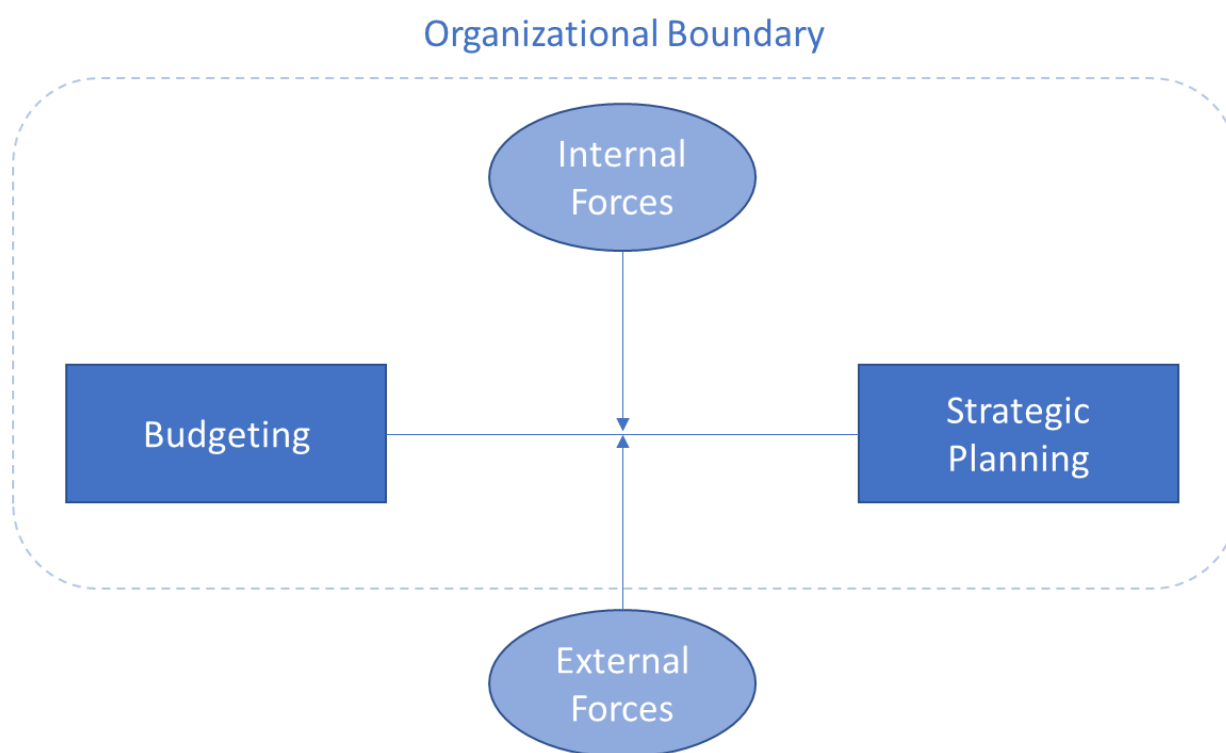 Organizational Boundary
Internal
Forces
Budgeting
Strategic
Planning
External
Forces